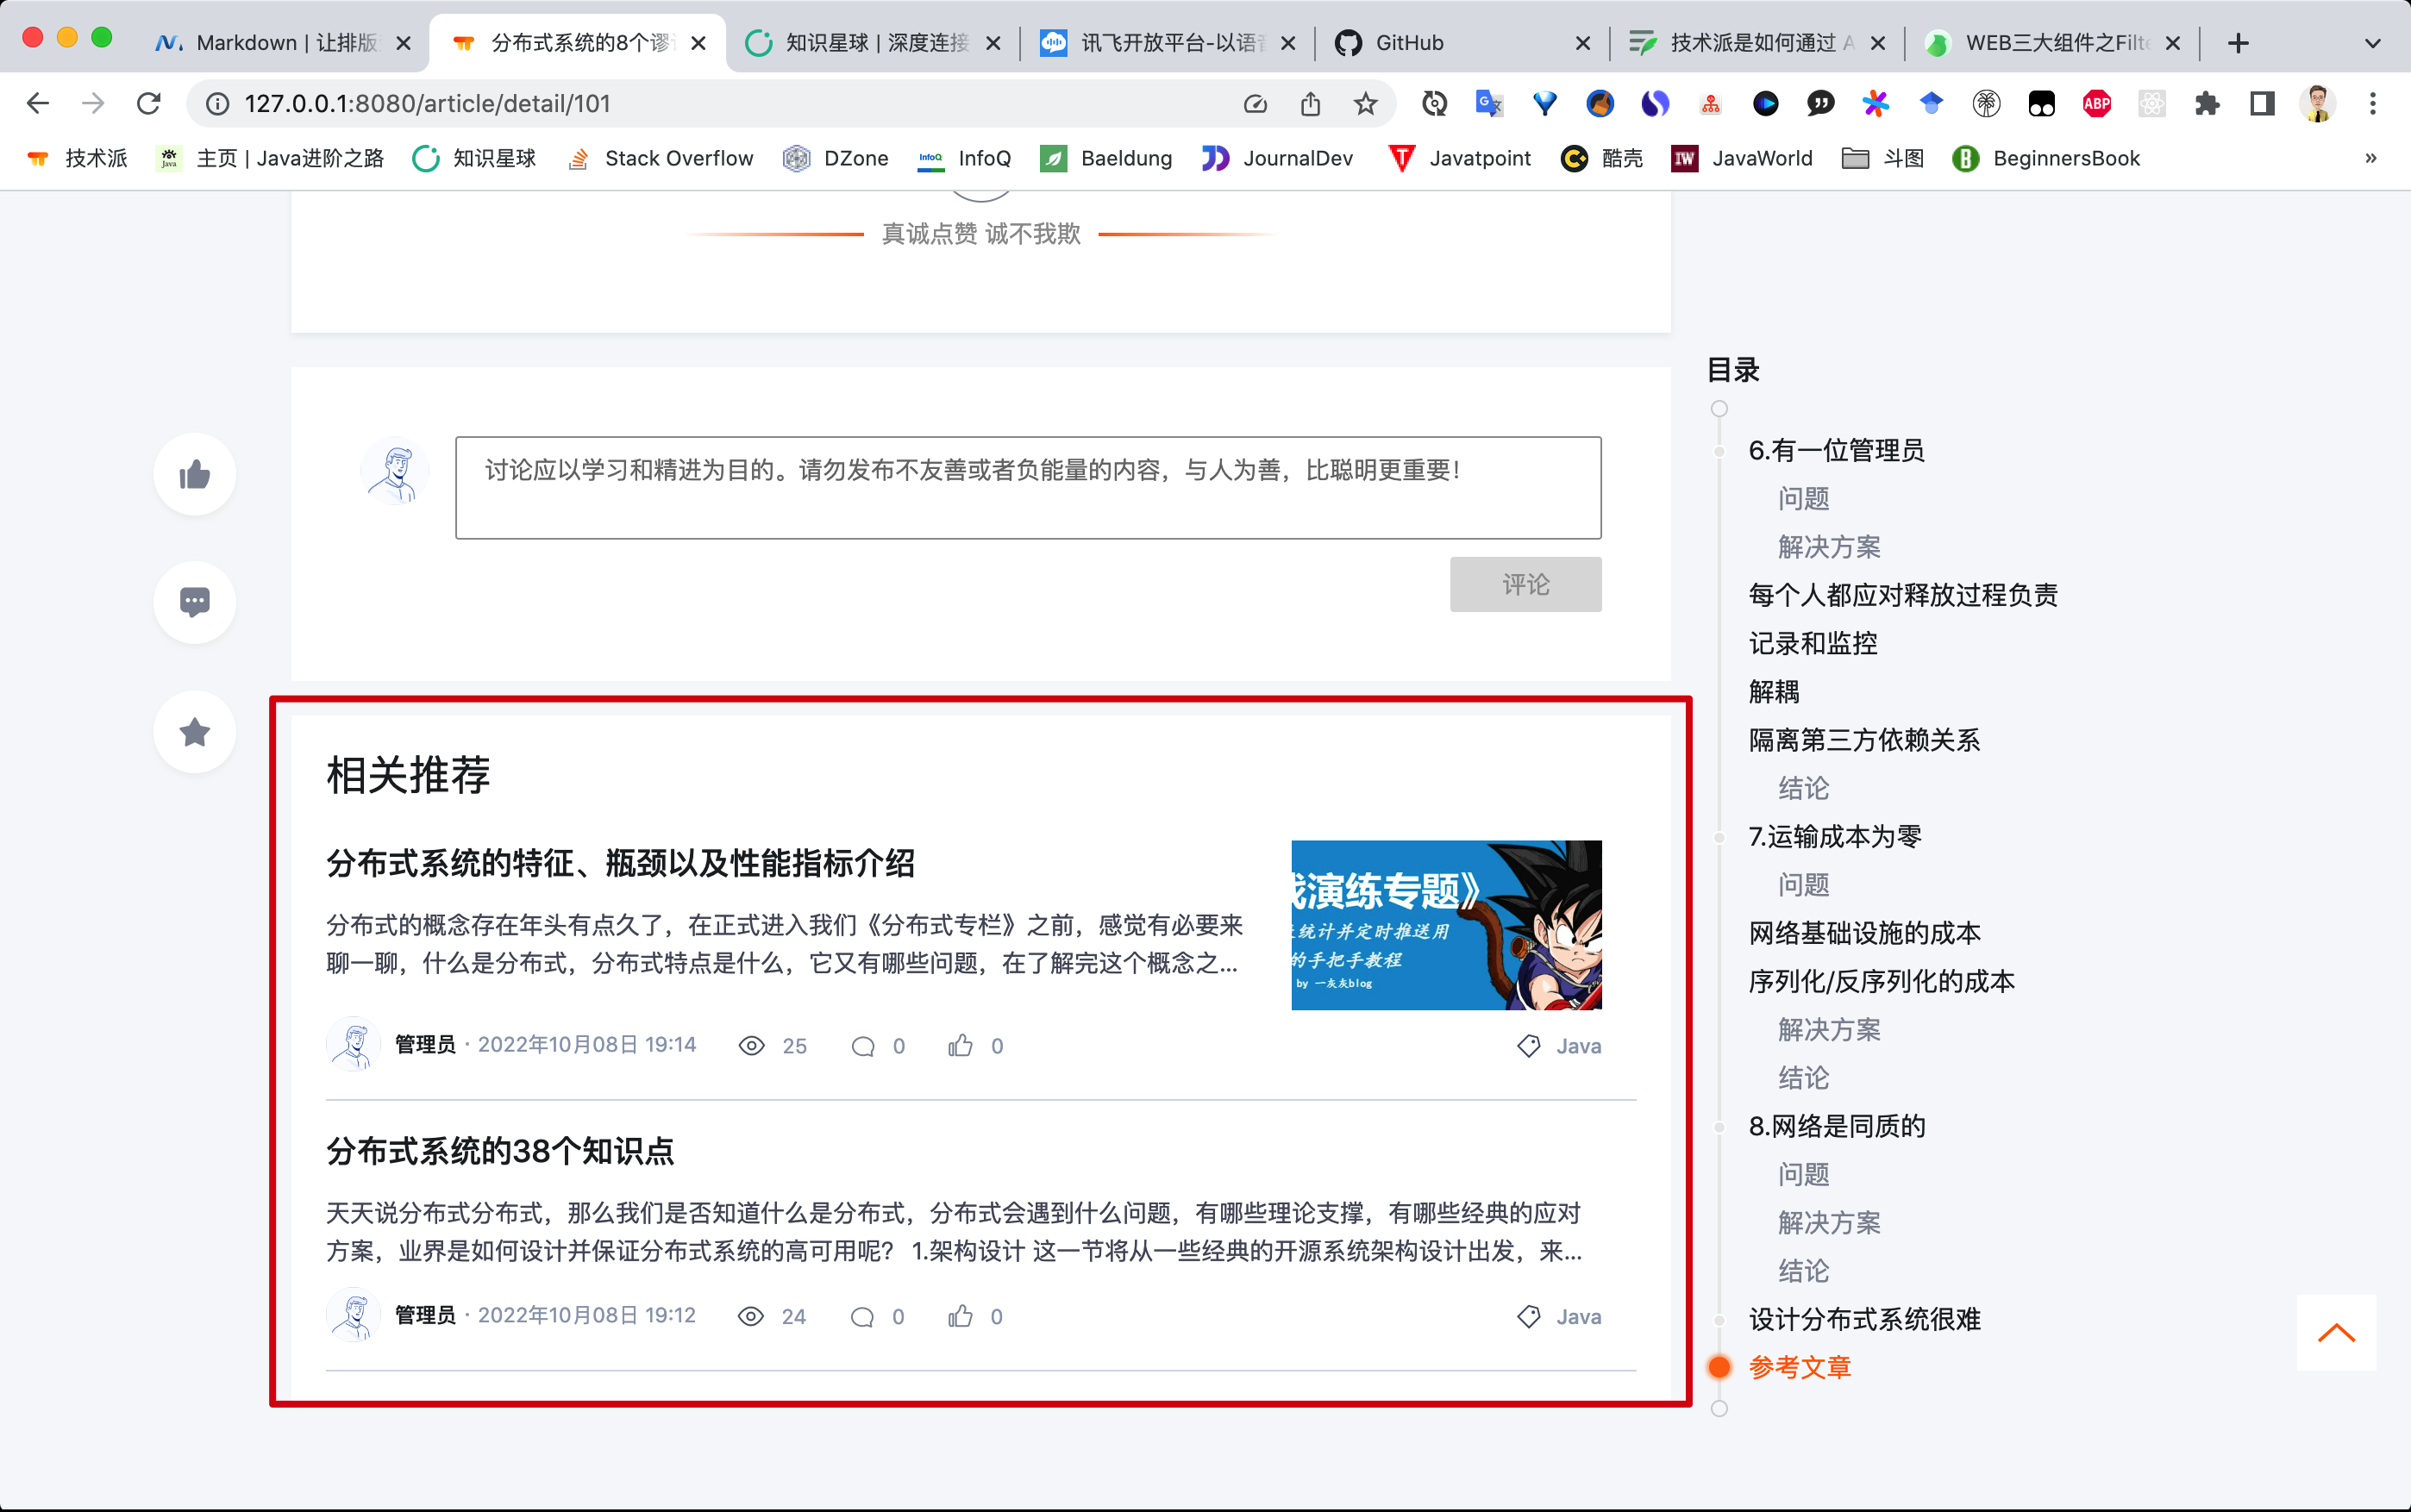 Markdown | 让排版
分布式系统的8个谬
知识星球 | 深度连接
讯飞开放平台-以语音
GitHub
技术派是如何通过 A
WEB三大组件之Filte
127.0.0.1:8080/article/detail/101
ABP
技术派
主页 | Java进阶之路
知识星球
Stack Overflow
DZone
InfoQ
InfoQ
Baeldung
JournalDev
Javatpoint
酷壳
IW
JavaWorld
斗图
BeginnersBook
»
真诚点赞 诚不我欺
讨论应以学习和精进为目的。请勿发布不友善或者负能量的内容，与人为善，比聪明更重要！
评论
相关推荐
分布式系统的特征、瓶颈以及性能指标介绍
分布式的概念存在年头有点久了，在正式进入我们《分布式专栏》之前，感觉有必要来
聊一聊，什么是分布式，分布式特点是什么，它又有哪些问题，在了解完这个概念之...
演练专题》
统计并定时推送用
的手把手教程
by 一灰灰blog
管理员 · 2022年10月08日 19:14 25 0 0 Java
分布式系统的38个知识点
天天说分布式分布式，那么我们是否知道什么是分布式，分布式会遇到什么问题，有哪些理论支撑，有哪些经典的应对
方案，业界是如何设计并保证分布式系统的高可用呢？ 1.架构设计 这一节将从一些经典的开源系统架构设计出发，来...
管理员 · 2022年10月08日 19:12 24 0 0 Java
目录
6.有一位管理员
问题
解决方案
每个人都应对释放过程负责
记录和监控
解耦
隔离第三方依赖关系
结论
7.运输成本为零
问题
网络基础设施的成本
序列化/反序列化的成本
解决方案
结论
8.网络是同质的
问题
解决方案
结论
设计分布式系统很难
参考文章